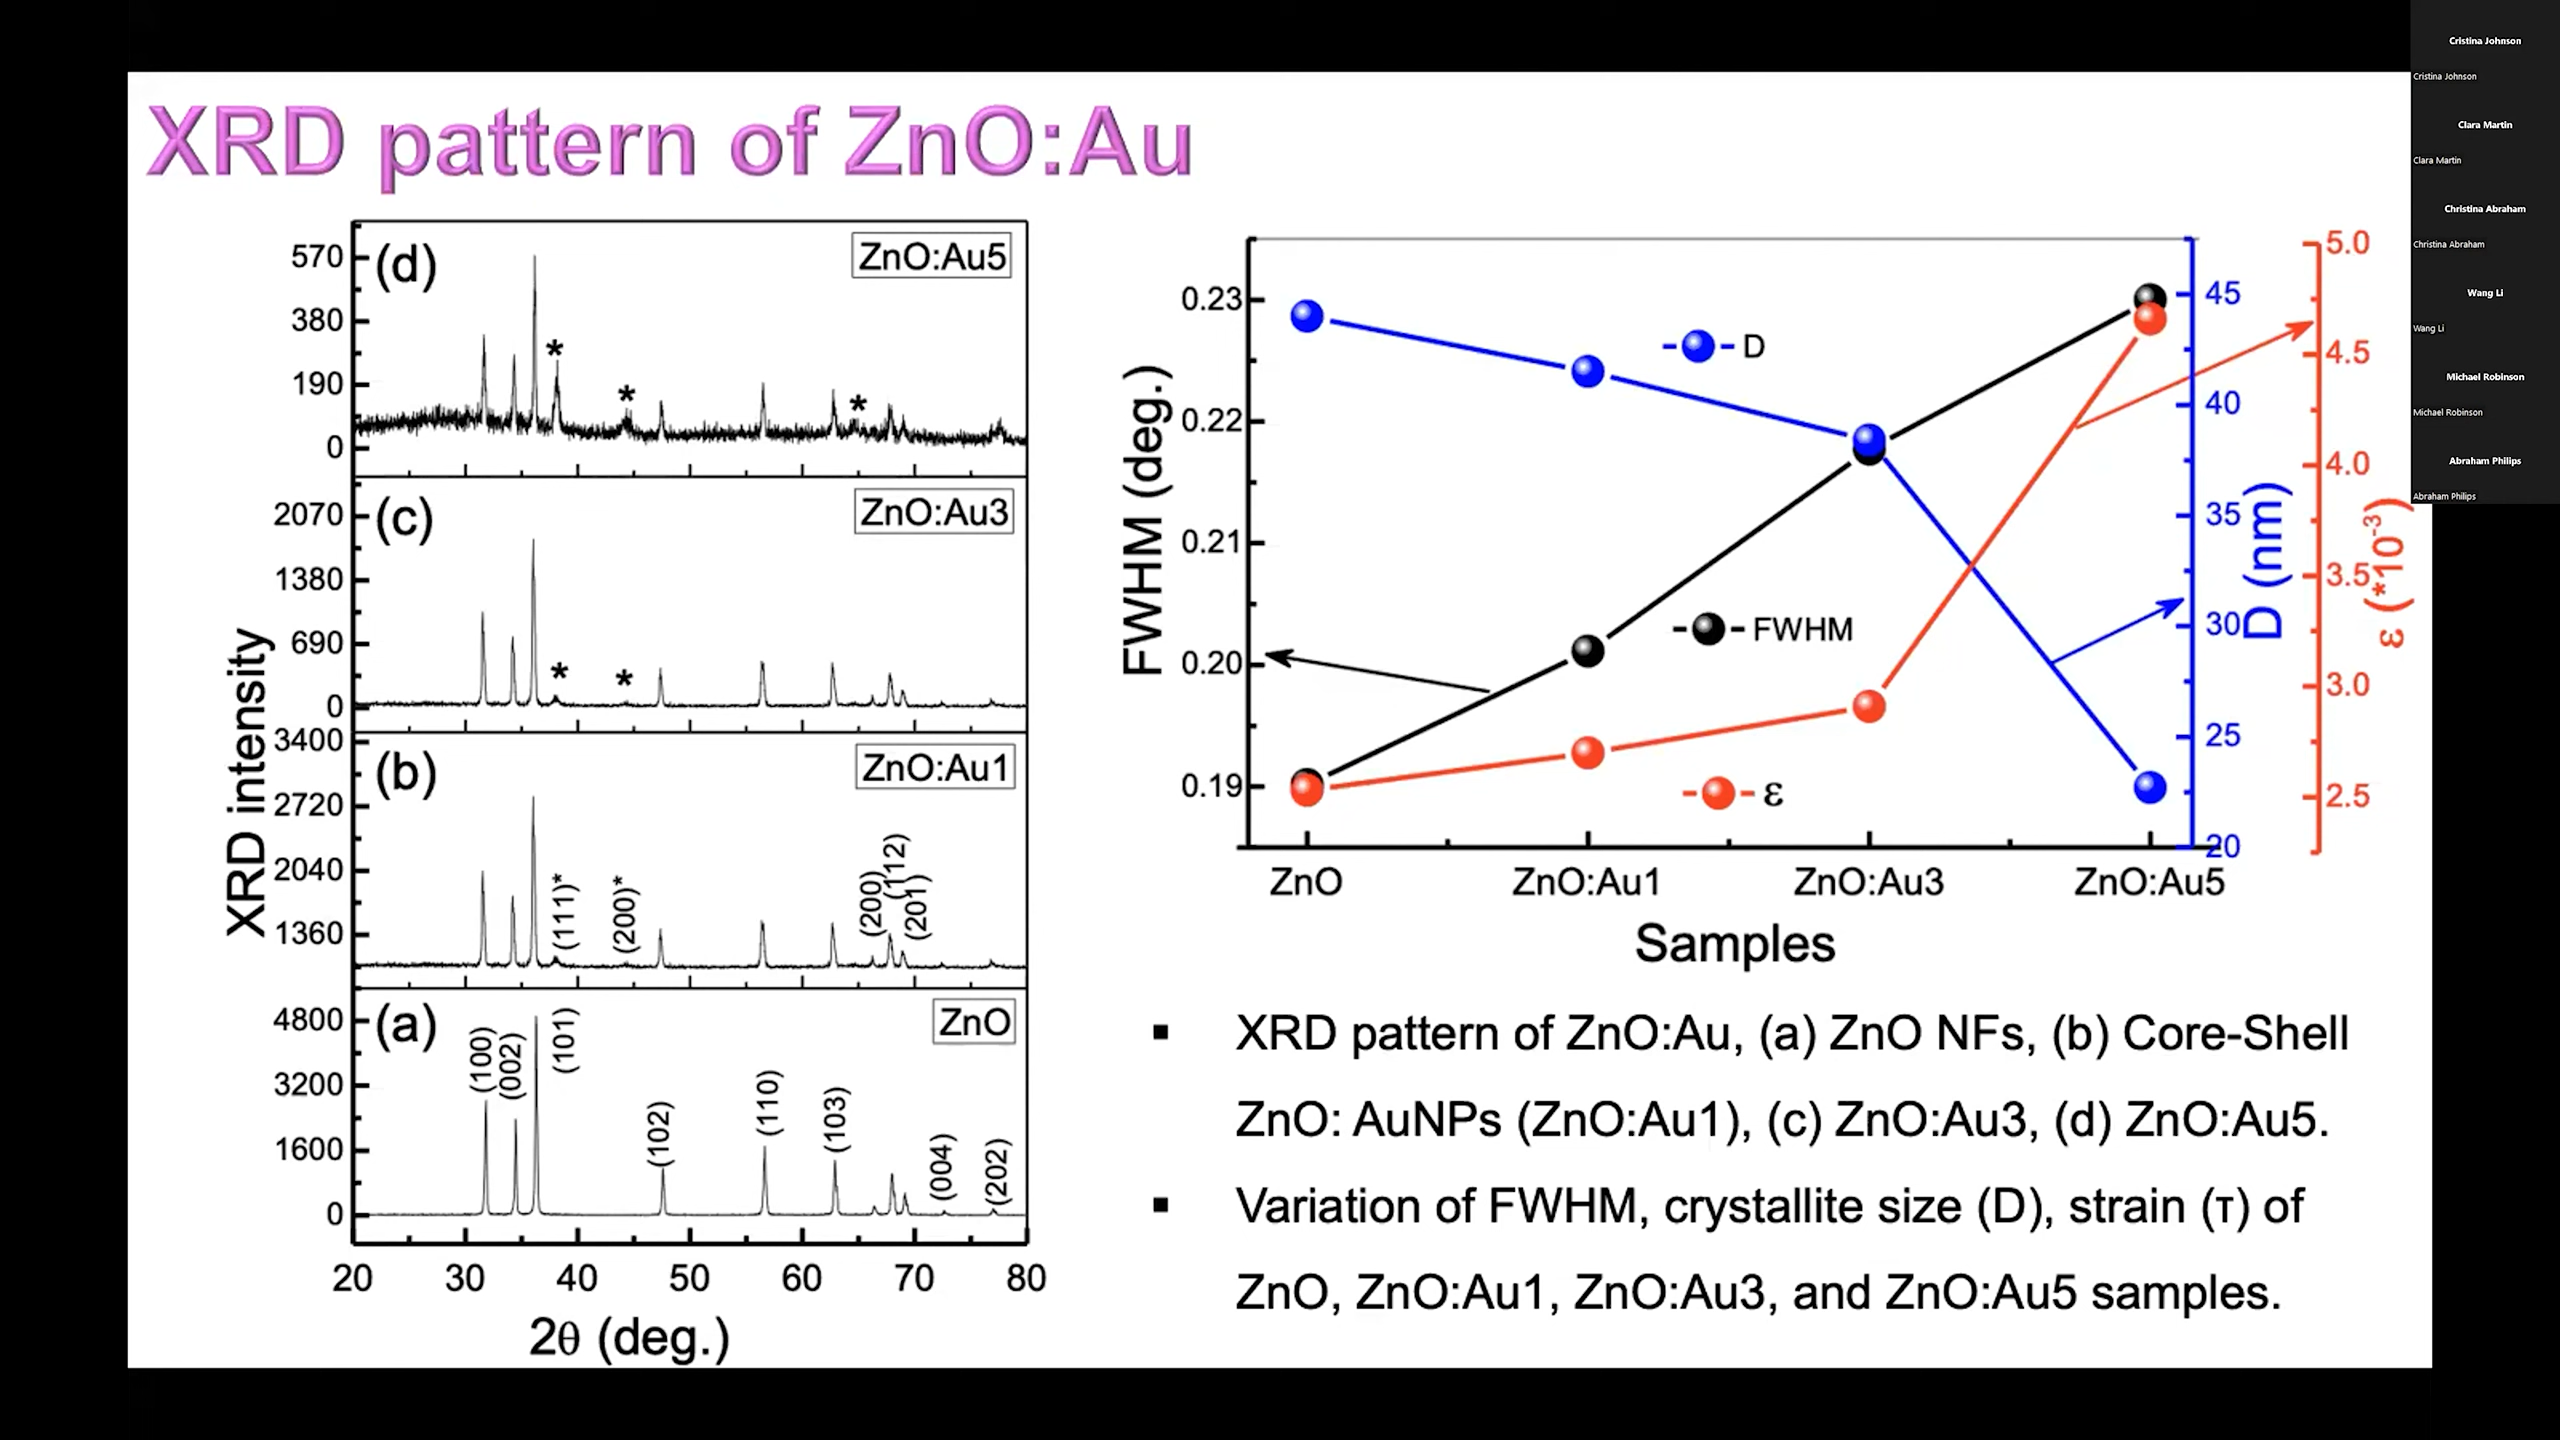 XRD pattern of ZnO:Au
XRD intensity
570
380
190
0
(d)
ZnO:Au5
*
*
*
2070
1380
690
0
(c)
ZnO:Au3
*
*
3400
2720
2040
1360
(b)
ZnO:Au1
(111)*
(200)*
(200)
(112)
(201)
4800
3200
1600
0
(a)
ZnO
(100)
(002)
(101)
(102)
(110)
(103)
(004)
(202)
20 30 40 50 60 70 80
2θ (deg.)
FWHM (deg.)
0.23
0.22
0.21
0.20
0.19
D
FWHM
ε
45
40
35
30
25
20
D (nm)
5.0
4.5
4.0
3.5
3.0
2.5
ε (*10-3)
ZnO ZnO:Au1 ZnO:Au3 ZnO:Au5
Samples
▪ XRD pattern of ZnO:Au, (a) ZnO NFs, (b) Core-Shell
ZnO: AuNPs (ZnO:Au1), (c) ZnO:Au3, (d) ZnO:Au5.
▪ Variation of FWHM, crystallite size (D), strain (τ) of
ZnO, ZnO:Au1, ZnO:Au3, and ZnO:Au5 samples.
Cristina Johnson
Cristina Johnson
Clara Martin
Clara Martin
Christina Abraham
Christina Abraham
Wang Li
Wang Li
Michael Robinson
Michael Robinson
Abraham Philips
Abraham Philips